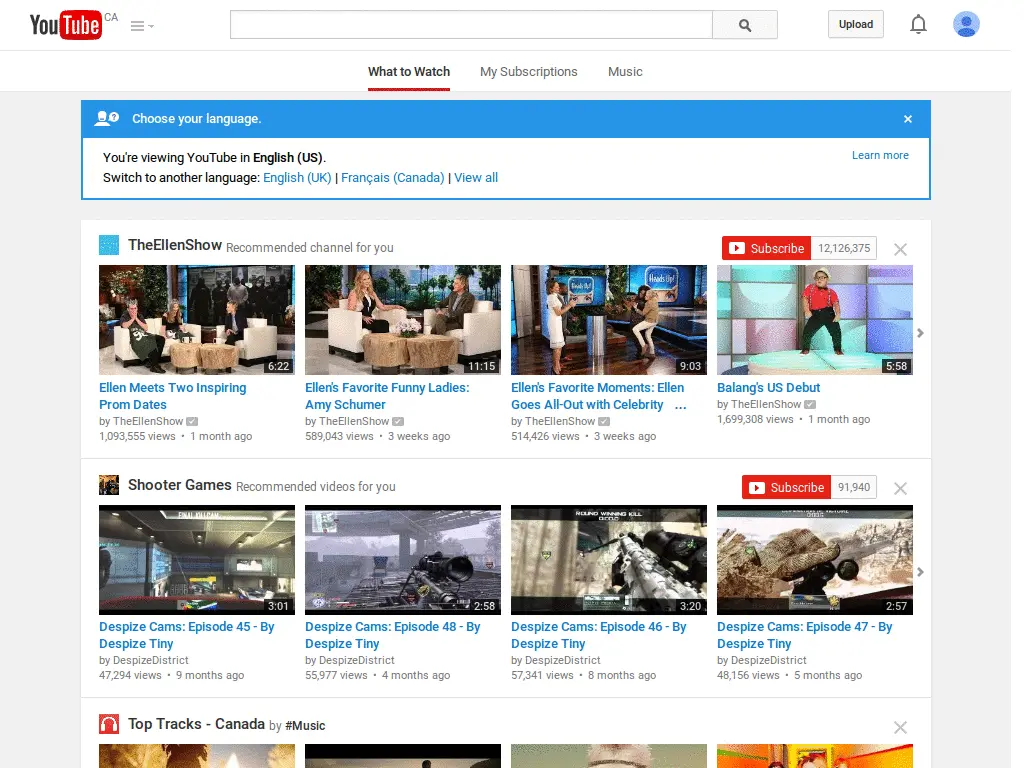 YouTube CA
Upload
What to Watch My Subscriptions Music
Choose your language.
You're viewing YouTube in English (US).
Learn more
Switch to another language: English (UK) | Français (Canada) | View all
TheEllenShow Recommended channel for you
Subscribe 12,126,375
6:22
11:15
Heads Up!
Heads Up!
9:03
5:58
Ellen Meets Two Inspiring
Prom Dates
by TheEllenShow
1,093,555 views • 1 month ago
Ellen's Favorite Funny Ladies:
Amy Schumer
by TheEllenShow
589,043 views • 3 weeks ago
Ellen's Favorite Moments: Ellen
Goes All-Out with Celebrity ...
by TheEllenShow
514,426 views • 3 weeks ago
Balang's US Debut
by TheEllenShow
1,699,308 views • 1 month ago
Shooter Games Recommended videos for you
Subscribe 91,940
FINAL KILLCAM
3:01
2:58
ROUND WINNING KILL
3:20
2:57
Despize Cams: Episode 45 - By
Despize Tiny
by DespizeDistrict
47,294 views • 9 months ago
Despize Cams: Episode 48 - By
Despize Tiny
by DespizeDistrict
55,977 views • 4 months ago
Despize Cams: Episode 46 - By
Despize Tiny
by DespizeDistrict
57,341 views • 8 months ago
Despize Cams: Episode 47 - By
Despize Tiny
by DespizeDistrict
48,156 views • 5 months ago
Top Tracks - Canada by #Music